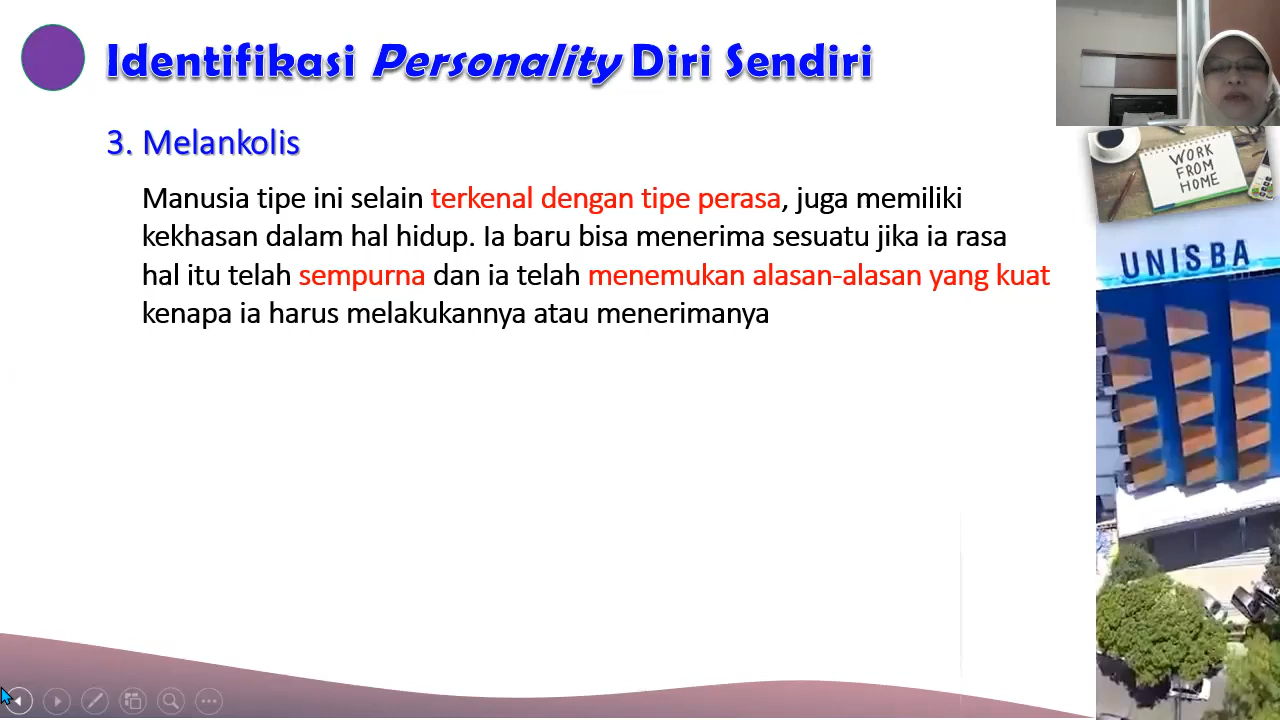 Identifikasi Personality Diri Sendiri
3. Melankolis
Manusia tipe ini selain terkenal dengan tipe perasa, juga memiliki
kekhasan dalam hal hidup. Ia baru bisa menerima sesuatu jika ia rasa
hal itu telah sempurna dan ia telah menemukan alasan-alasan yang kuat
kenapa ia harus melakukannya atau menerimanya
WORK
FROM
HOME
UNISBA